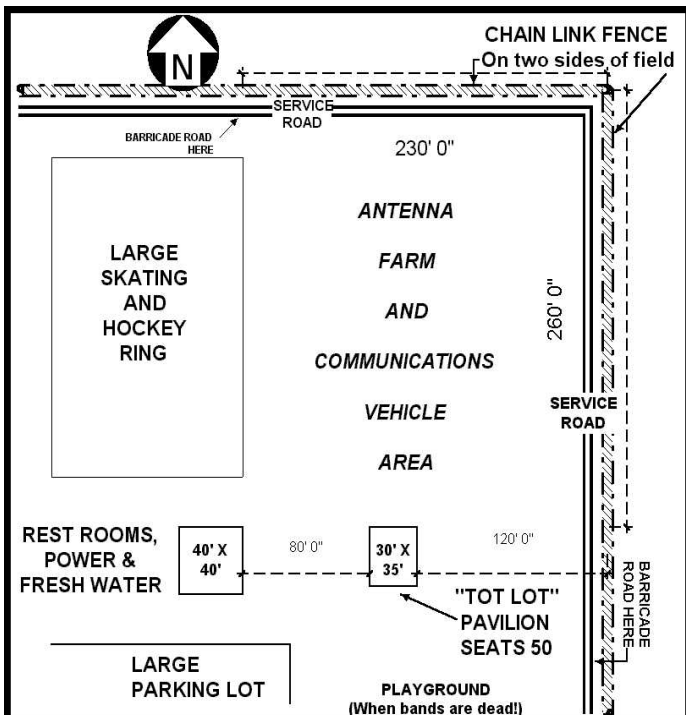 CHAIN LINK FENCE
On two sides of field
N
SERVICE
ROAD
BARRICADE ROAD
HERE
230' 0"
ANTENNA
FARM
AND
COMMUNICATIONS
VEHICLE
AREA
LARGE
SKATING
AND
HOCKEY
RING
260' 0"
SERVICE
ROAD
REST ROOMS,
POWER &
FRESH WATER
40' X
40'
80' 0"
30' X
35'
120' 0"
BARRICADE
ROAD HERE
"TOT LOT"
PAVILION
SEATS 50
LARGE
PARKING LOT
PLAYGROUND
(When bands are dead!)